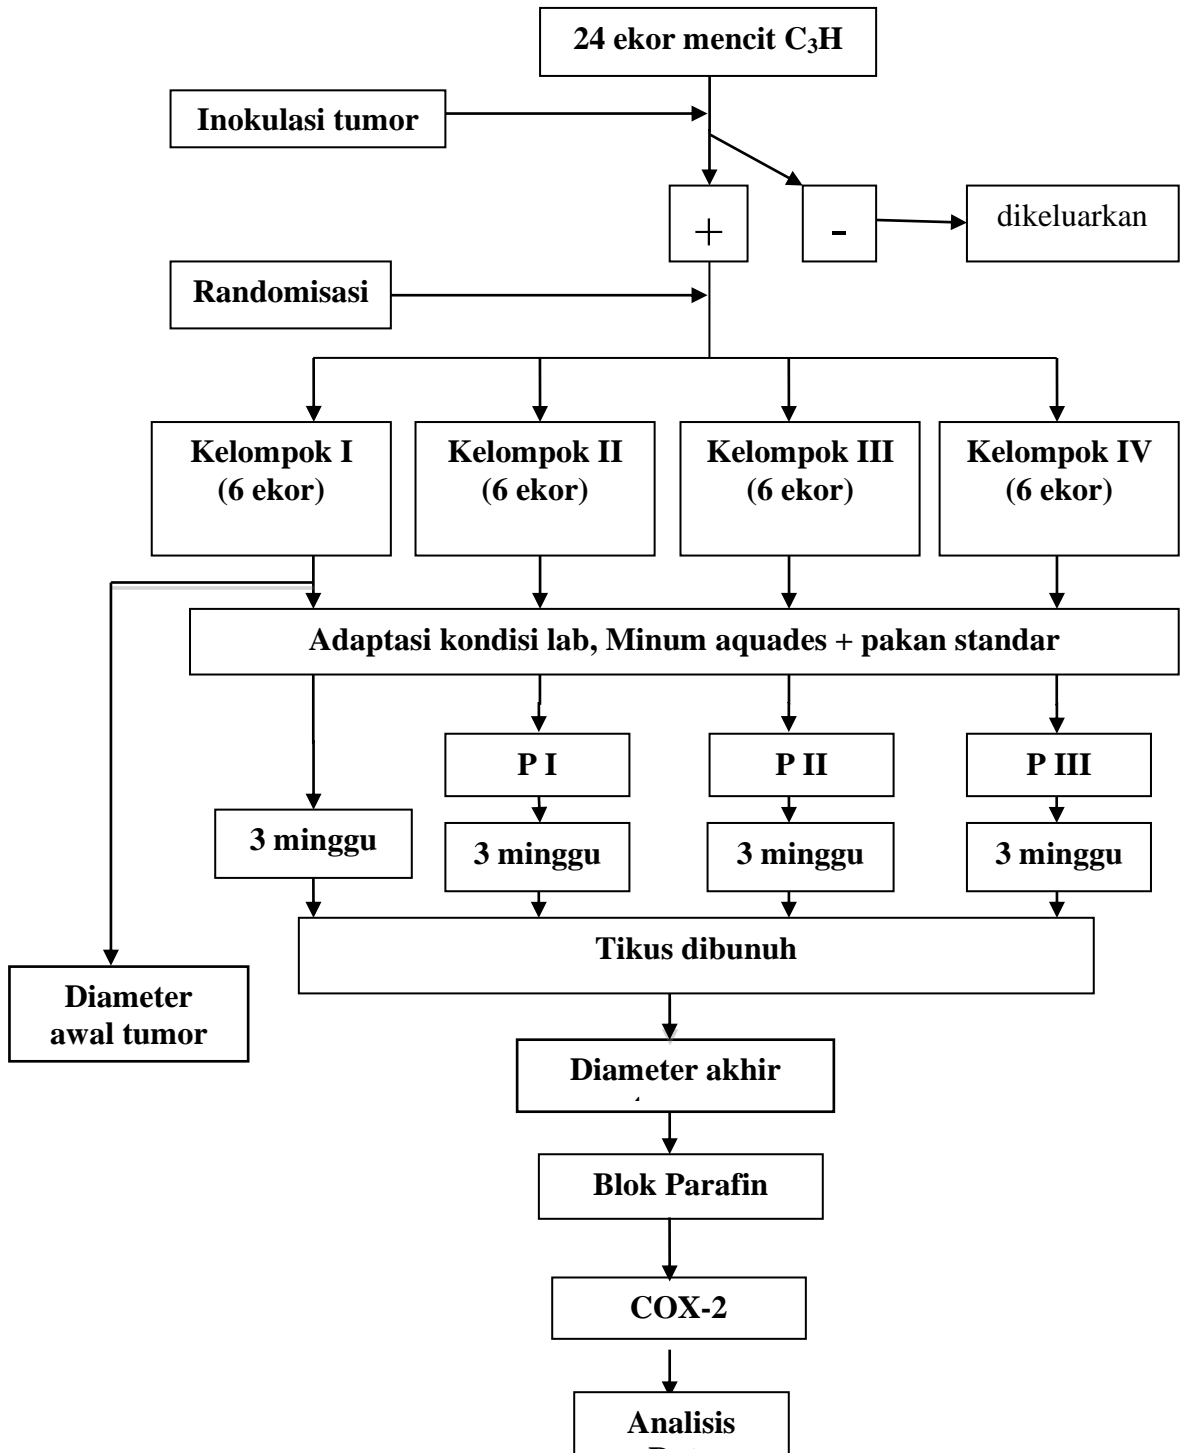 24 ekor mencit C₃H
Inokulasi tumor
+
-
dikeluarkan
Randomisasi
Kelompok I
(6 ekor)
Kelompok II
(6 ekor)
Kelompok III
(6 ekor)
Kelompok IV
(6 ekor)
Adaptasi kondisi lab, Minum aquades + pakan standar
P I
P II
P III
3 minggu
3 minggu
3 minggu
3 minggu
Tikus dibunuh
Diameter
awal tumor
Diameter akhir
Blok Parafin
COX-2
Analisis